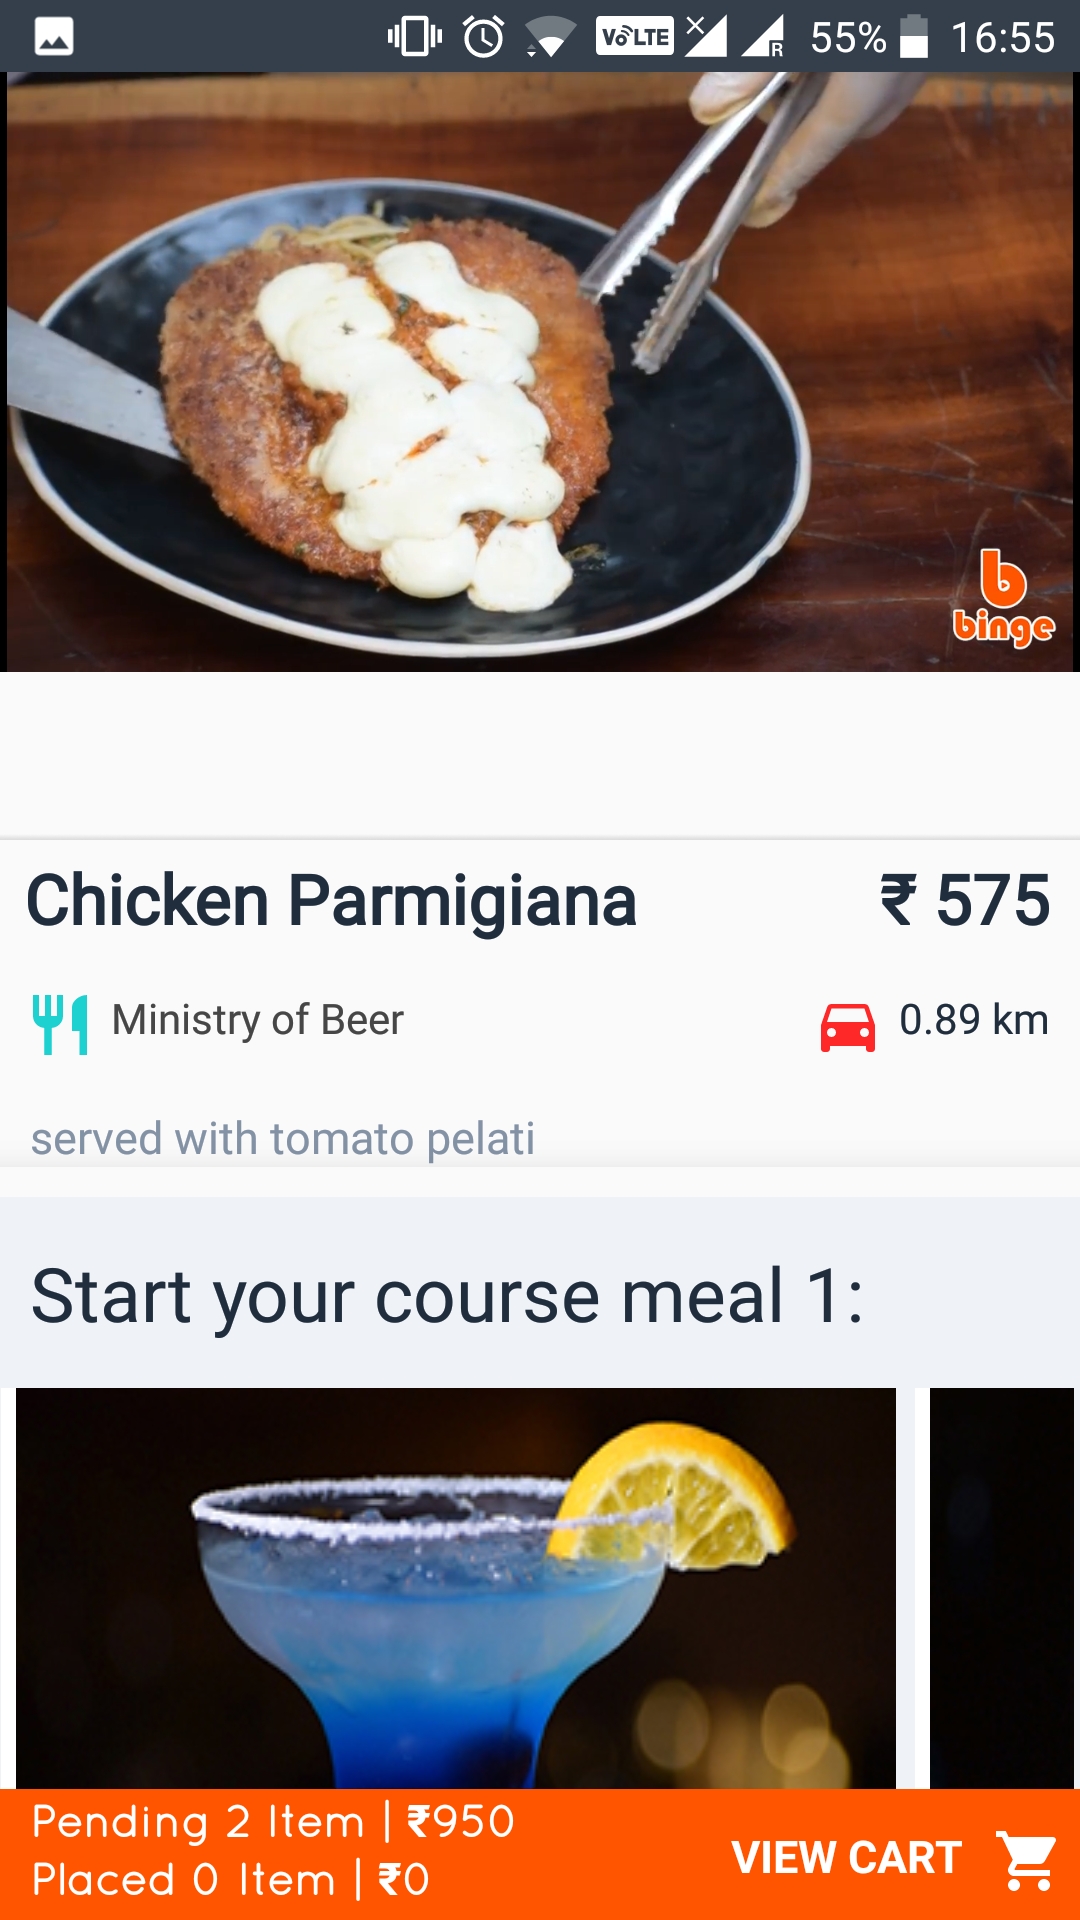 VoLTE R 55% 16:55
b
binge
Chicken Parmigiana ₹ 575
Ministry of Beer 0.89 km
served with tomato pelati
Start your course meal 1:
Pending 2 Item | ₹950
Placed 0 Item | ₹0
VIEW CART